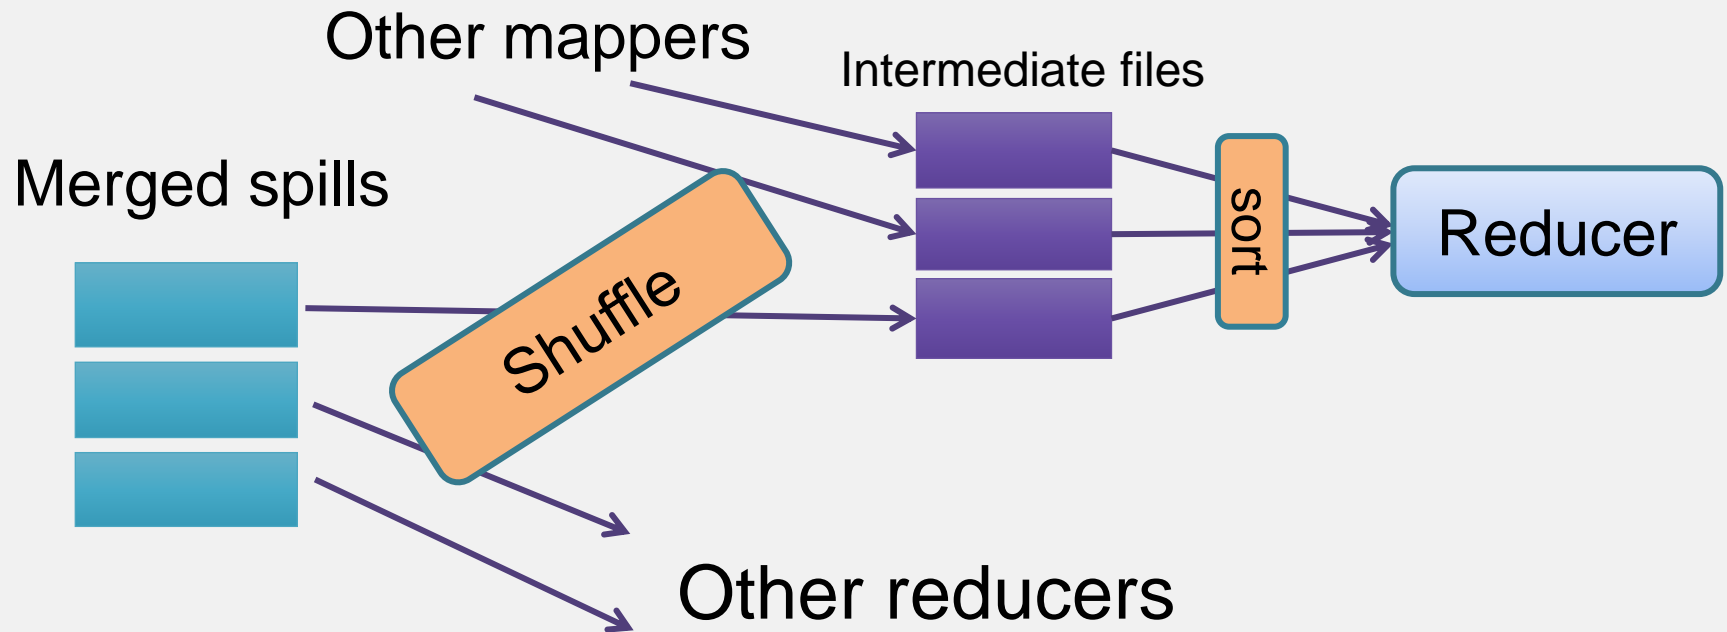 Other mappers
Intermediate files
Merged spills
Shuffle
sort
Reducer
Other reducers